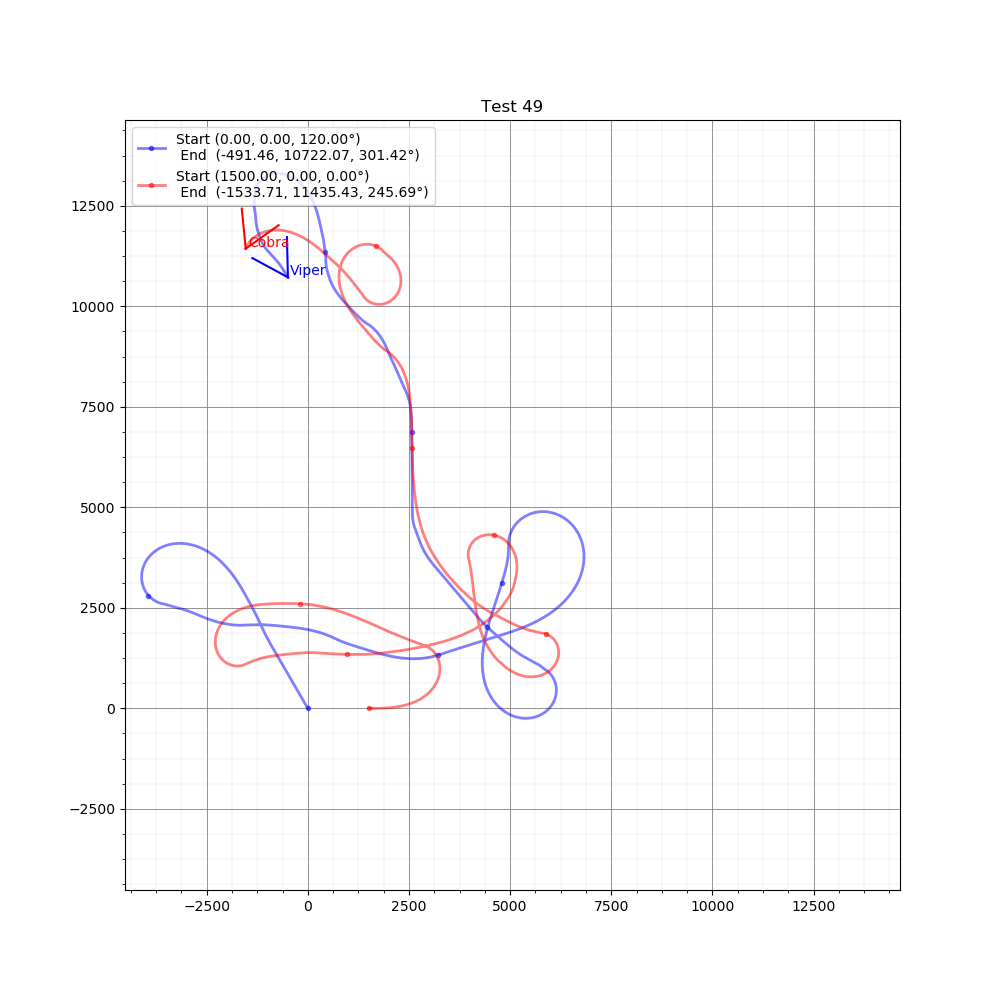 Test 49
Start (0.00, 0.00, 120.00°)
End (-491.46, 10722.07, 301.42°)
Start (1500.00, 0.00, 0.00°)
End (-1533.71, 11435.43, 245.69°)
12500
10000
7500
5000
2500
0
−2500
Cobra
Viper
−2500
0
2500
5000
7500
10000
12500